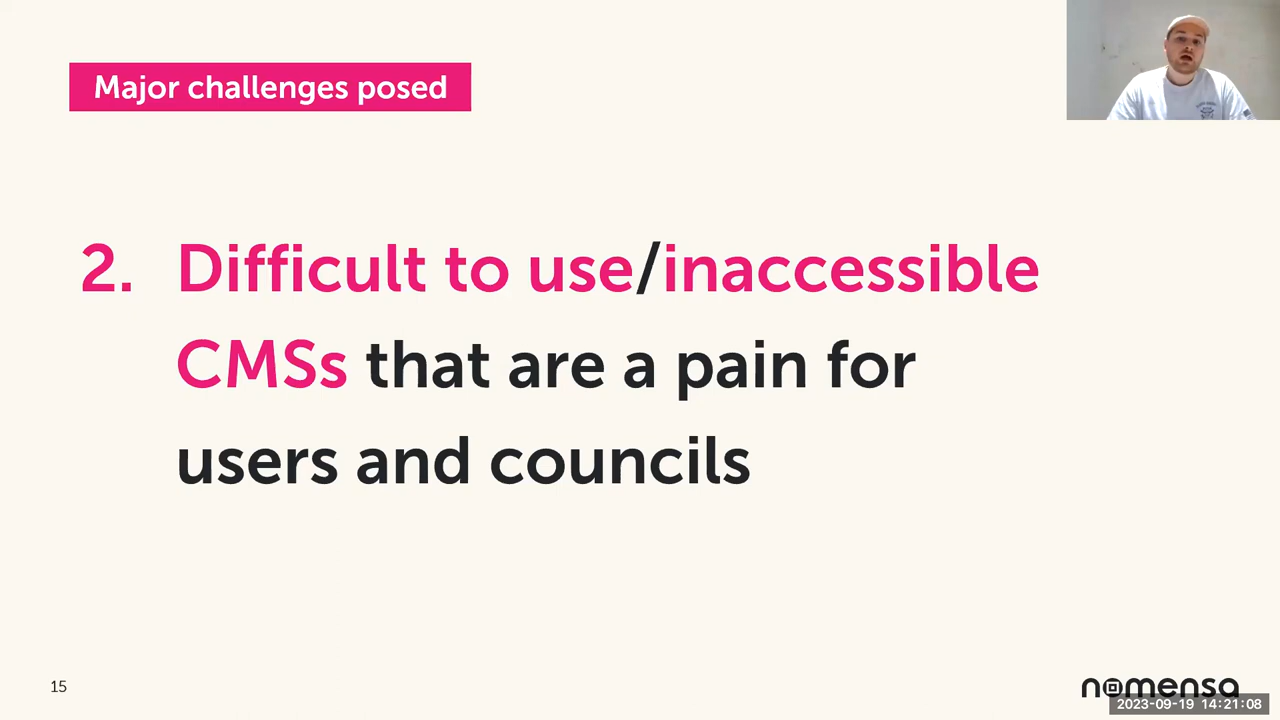 Major challenges posed
2. Difficult to use/inaccessible
CMSs that are a pain for
users and councils
15
nomensa
2023-09-19 14:21:08